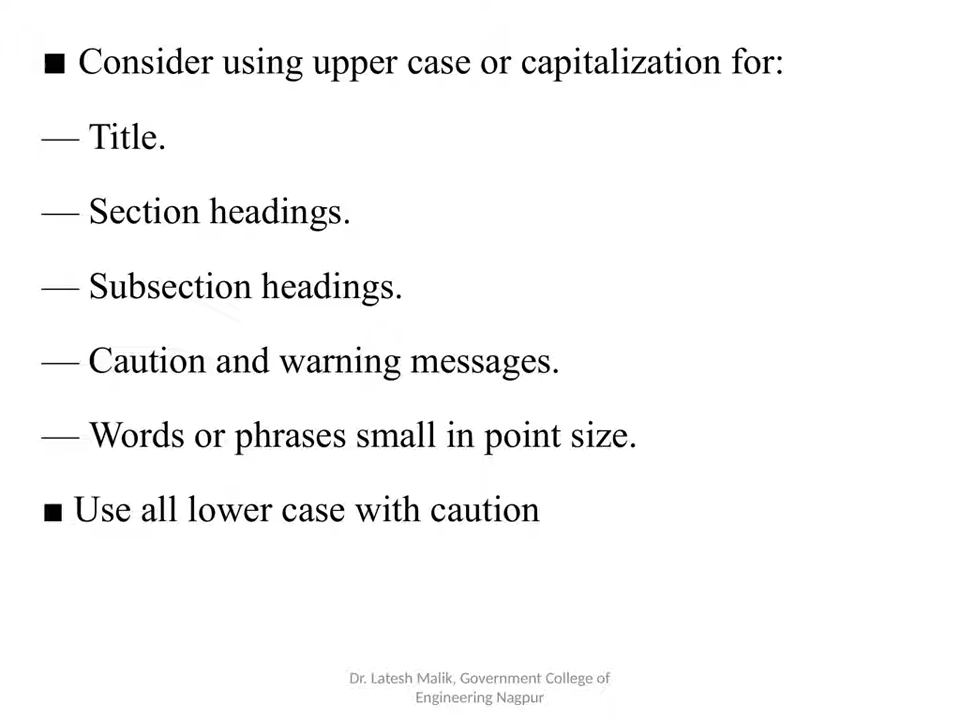 ■ Consider using upper case or capitalization for:
— Title.
— Section headings.
— Subsection headings.
— Caution and warning messages.
— Words or phrases small in point size.
■ Use all lower case with caution
Dr. Latesh Malik, Government College of
Engineering Nagpur